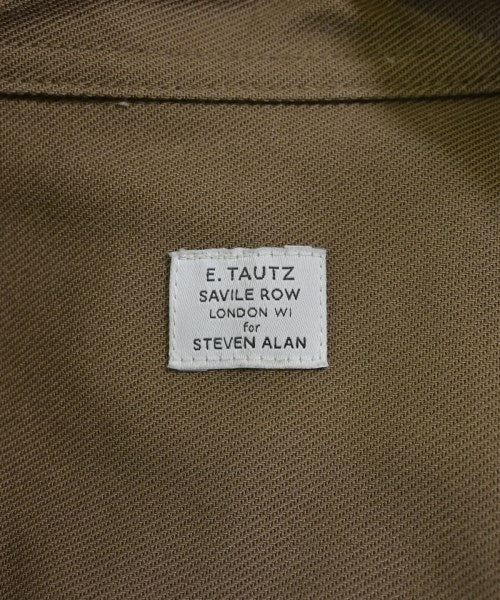 E. TAUTZ
SAVILE ROW
LONDON W1
for
STEVEN ALAN